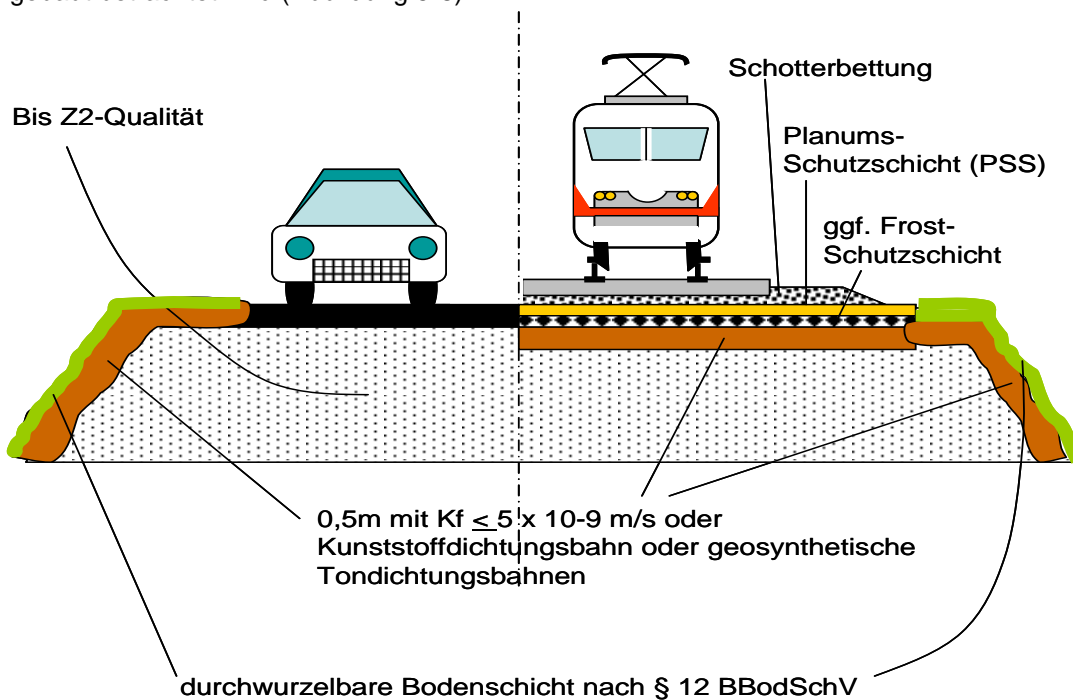 Schotterbettung
Bis Z2-Qualität
Planums-
Schutzschicht (PSS)
ggf. Frost-
Schutzschicht
0,5m mit Kf < 5 x 10-9 m/s oder
Kunststoffdichtungsbahn oder geosynthetische
Tondichtungsbahnen
durchwurzelbare Bodenschicht nach § 12 BBodSchV